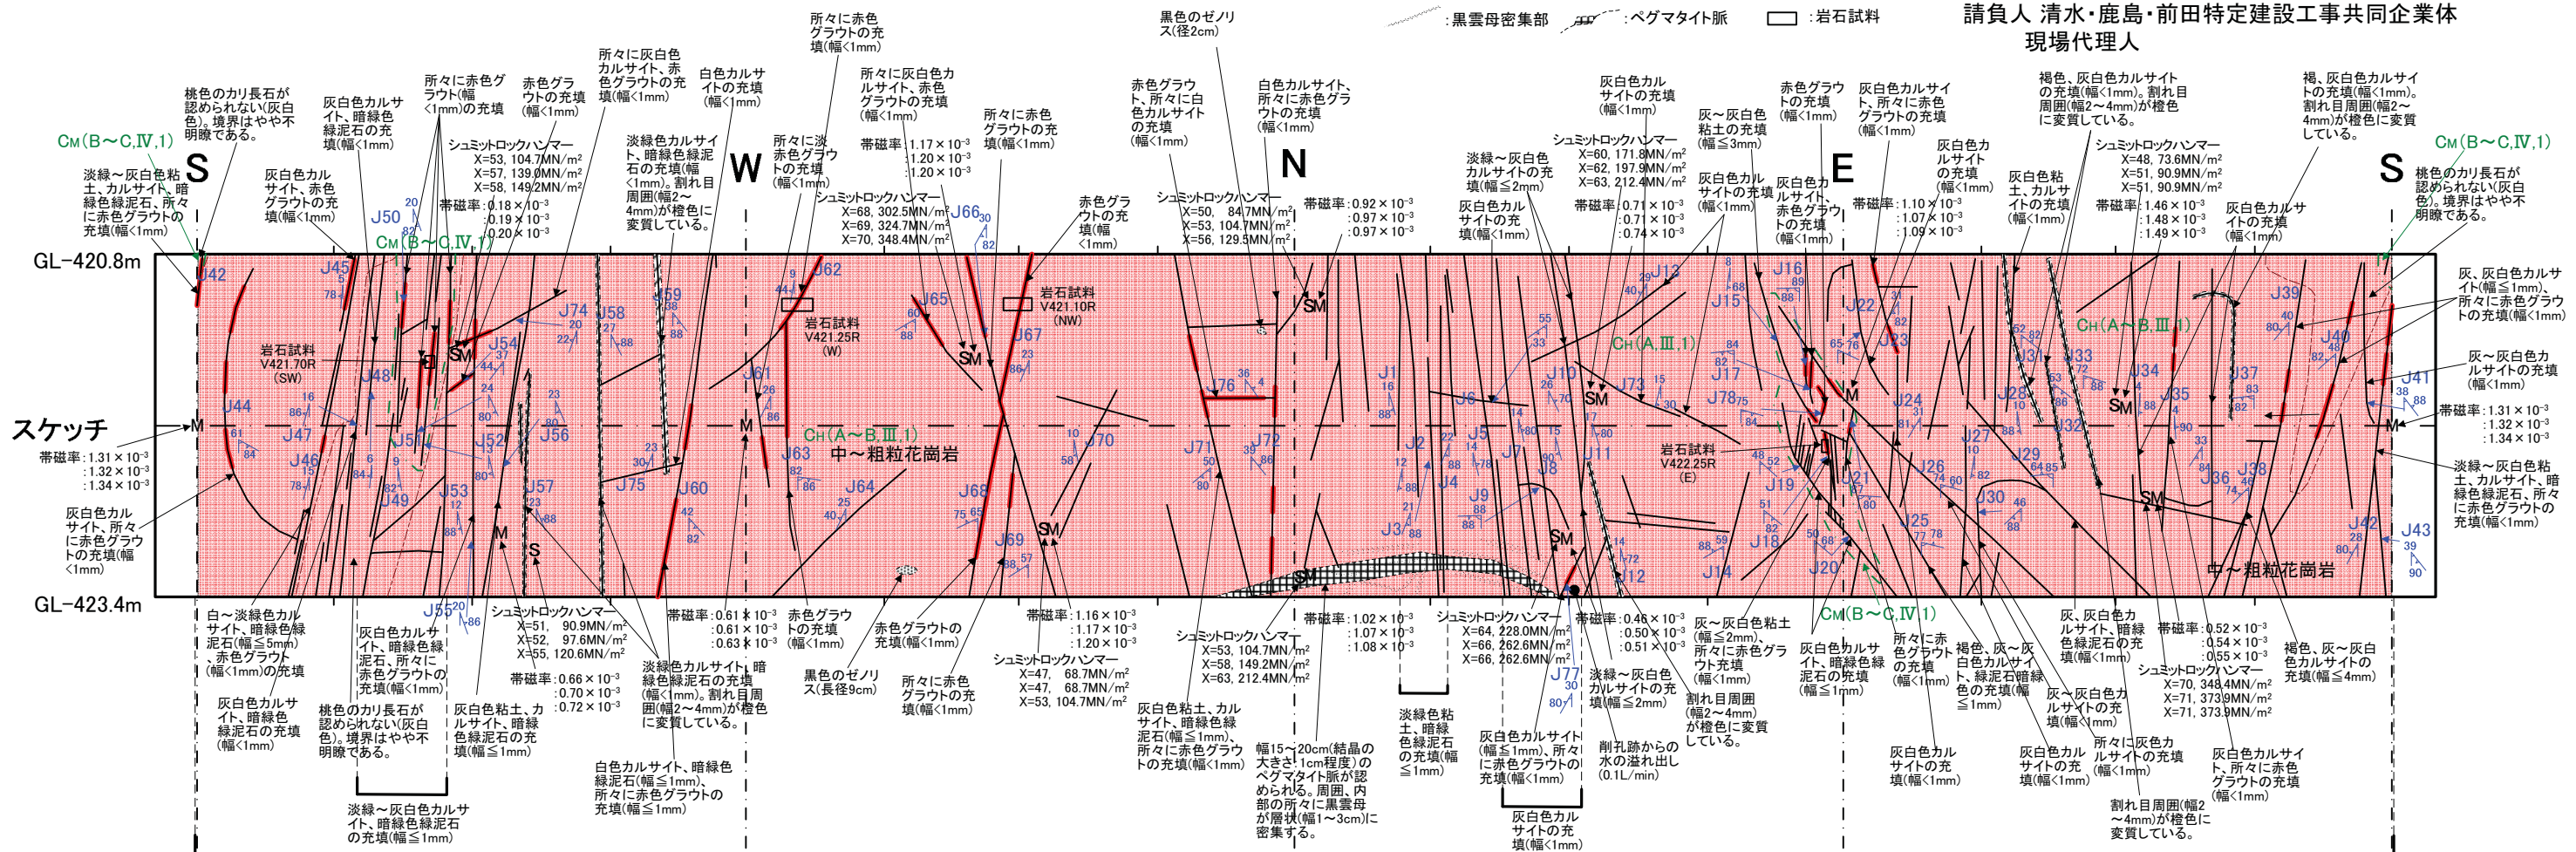 :黒雲母密集部
:ペグマタイト脈
:岩石試料
請負人 清水・鹿島・前田特定建設工事共同企業体
現場代理人
桃色のカリ長石が
認められない(灰白
色)。境界はやや不
明瞭である。
CM(B～C,Ⅳ,1)
S
淡緑～灰白色粘
土、カルサイト、暗
緑色緑泥石、所々
に赤色グラウトの
充填(幅<1mm)
灰白色カルサ
イト、暗緑色
緑泥石の充
填(幅<1mm)
灰白色カル
サイト、赤色
グラウトの充
填(幅<1mm)
所々に赤色グ
ラウト(幅
<1mm)の充填
赤色グラ
ウトの充填
(幅<1mm)
シュミットロックハンマー
X=53, 104.7MN/m²
X=57, 139.0MN/m²
X=58, 149.2MN/m²
帯磁率:0.18×10⁻³
:0.19×10⁻³
:0.20×10⁻³
所々に灰白色
カルサイト、赤
色グラウトの充
填(幅<1mm)
淡緑色カルサイ
ト、暗緑色緑泥
石の充填(幅
<1mm)。割れ目
周囲(幅2～
4mm)が橙色に
変質している。
白色カルサ
イトの充填
(幅<1mm)
W
所々に赤色
グラウトの充
填(幅<1mm)
所々に淡
赤色グラウ
トの充填
(幅<1mm)
所々に灰白色カ
ルサイト、赤色
グラウトの充填
(幅<1mm)
帯磁率:1.17×10⁻³
:1.20×10⁻³
:1.20×10⁻³
シュミットロックハンマー
X=68, 302.5MN/m²
X=69, 324.7MN/m²
X=70, 348.4MN/m²
所々に赤色
グラウトの充
填(幅<1mm)
赤色グラ
ウトの充
填(幅
<1mm)
黒色のゼノリ
ス(径2cm)
赤色グラウ
ト、所々に白
色カルサイト
の充填
(幅<1mm)
シュミットロックハンマー
X=50, 84.7MN/m²
X=53, 104.7MN/m²
X=56, 129.5MN/m²
白色カルサイト、
所々に赤色グラ
ウトの充填
(幅<1mm)
N
帯磁率:0.92×10⁻³
:0.97×10⁻³
:0.97×10⁻³
淡緑～灰白色
カルサイトの充
填(幅≦2mm)
灰白色カル
サイトの充
填(幅<1mm)
灰白色カル
サイトの充填
(幅<1mm)
シュミットロックハンマー
X=60, 171.8MN/m²
X=62, 197.9MN/m²
X=63, 212.4MN/m²
帯磁率:0.71×10⁻³
:0.71×10⁻³
:0.74×10⁻³
灰～灰白色
粘土の充填
(幅≦3mm)
灰白色カル
サイトの充填
(幅<1mm)
赤色グラウ
トの充填
(幅<1mm)
灰白色カ
ルサイト、
赤色グラウ
トの充填
(幅<1mm)
E
灰白色カルサイ
ト、所々に赤色
グラウトの充填
(幅<1mm)
灰白色カ
ルサイト
の充填
(幅<1mm)
帯磁率:1.10×10⁻³
:1.07×10⁻³
:1.09×10⁻³
灰白色粘
土、カルサ
イトの充填
(幅<1mm)
褐色、灰白色カルサイト
の充填(幅<1mm)。割れ目
周囲(幅2～4mm)が橙色
に変質している。
シュミットロックハンマー
X=48, 73.6MN/m²
X=51, 90.9MN/m²
X=51, 90.9MN/m²
帯磁率:1.46×10⁻³
:1.48×10⁻³
:1.49×10⁻³
褐、灰白色カルサイ
トの充填(幅<1mm)。
割れ目周囲(幅2～
4mm)が橙色に変質
している。
灰白色カルサ
イトの充填
(幅<1mm)
CM(B～C,Ⅳ,1)
S
桃色のカリ長石が
認められない(灰白
色)。境界はやや不
明瞭である。
灰、灰白色カルサ
イト(幅≦1mm)、
所々に赤色グラウ
トの充填(幅<1mm)
灰～灰白色カ
ルサイトの充填
(幅<1mm)
帯磁率:1.31×10⁻³
:1.32×10⁻³
:1.34×10⁻³
淡緑～灰白色粘
土、カルサイト、暗
緑色緑泥石、所々
に赤色グラウトの
充填(幅<1mm)
GL-420.8m
スケッチ
帯磁率:1.31×10⁻³
:1.32×10⁻³
:1.34×10⁻³
灰白色カル
サイト、所々
に赤色グラウ
トの充填(幅
<1mm)
GL-423.4m
CM(B～C,Ⅳ,1)
岩石試料
V421.70R
(SW)
岩石試料
V421.25R
(W)
岩石試料
V421.10R
(NW)
CH(A～B,Ⅲ,1)
中～粗粒花崗岩
CH(A,Ⅲ,1)
岩石試料
V422.25R
(E)
CH(A～B,Ⅲ,1)
中～粗粒花崗岩
CM(B～C,Ⅳ,1)
J42
J45
J50
J44
J47
J46
J48
J49
J51
J52
J53
J54
J55
J56
J57
J74
J58
J59
J75
J60
J61
J62
J63
J64
J65
J66
J67
J68
J69
J70
J71
J72
J76
J1
J2
J3
J4
J5
J6
J7
J8
J9
J10
J11
J12
J13
J14
J15
J16
J17
J18
J19
J20
J21
J22
J23
J24
J25
J26
J27
J28
J29
J30
J31
J32
J33
J34
J35
J36
J37
J38
J39
J40
J41
J42
J43
J73
J77
J78
白～淡緑色カル
サイト、暗緑色緑
泥石(幅≦5mm)
、赤色グラウト
(幅<1mm)の充填
灰白色カルサ
イト、暗緑色
緑泥石の充填
(幅<1mm)
灰白色カルサ
イト、暗緑色緑
泥石、所々に
赤色グラウトの
充填(幅<1mm)
桃色のカリ長石が
認められない(灰白
色)。境界はやや不
明瞭である。
淡緑～灰白色カルサ
イト、暗緑色緑泥石
の充填(幅≦1mm)
灰白色粘土、カ
ルサイト、暗緑
色緑泥石の充
填(幅≦1mm)
シュミットロックハンマー
X=51, 90.9MN/m²
X=52, 97.6MN/m²
X=55, 120.6MN/m²
帯磁率:0.66×10⁻³
:0.70×10⁻³
:0.72×10⁻³
淡緑色カルサイト、暗
緑色緑泥石の充填
(幅<1mm)。割れ目周
囲(幅2～4mm)が橙色
に変質している。
白色カルサイト、暗緑色
緑泥石(幅≦1mm)、
所々に赤色グラウトの
充填(幅≦1mm)
帯磁率:0.61×10⁻³
:0.61×10⁻³
:0.63×10⁻³
赤色グラウ
トの充填
(幅<1mm)
黒色のゼノリ
ス(長径9cm)
赤色グラウトの
充填(幅<1mm)
所々に赤色
グラウトの充
填(幅<1mm)
帯磁率:1.16×10⁻³
:1.17×10⁻³
:1.20×10⁻³
シュミットロックハンマー
X=47, 68.7MN/m²
X=47, 68.7MN/m²
X=53, 104.7MN/m²
シュミットロックハンマー
X=53, 104.7MN/m²
X=58, 149.2MN/m²
X=63, 212.4MN/m²
灰白色粘土、カル
サイト、暗緑色緑
泥石(幅≦1mm)、
所々に赤色グラウ
トの充填(幅<1mm)
帯磁率:1.02×10⁻³
:1.07×10⁻³
:1.08×10⁻³
幅15～20cm(結晶の
大きさ:1cm程度)の
ペグマタイト脈が認
められる。周囲、内
部の所々に黒雲母
が層状(幅1～3cm)に
密集する。
淡緑色粘
土、暗緑
色緑泥石
の充填(幅
≦1mm)
シュミットロックハンマー
X=64, 228.0MN/m²
X=66, 262.6MN/m²
X=66, 262.6MN/m²
灰白色カルサイト
(幅≦1mm)、所々
に赤色グラウトの
充填(幅<1mm)
灰白色カル
サイトの充
填(幅<1mm)
帯磁率:0.46×10⁻³
:0.50×10⁻³
:0.51×10⁻³
淡緑～灰白色
カルサイトの充
填(幅≦2mm)
削孔跡からの
水の溢れ出し
(0.1L/min)
灰～灰白色粘土
(幅≦2mm)、
所々に赤色グラ
ウト充填
(幅<1mm)
割れ目周囲
(幅2～4mm)
が橙色に変質
している。
灰白色カルサ
イト、暗緑色緑
泥石の充填
(幅≦1mm)
所々に赤
色グラウト
の充填
(幅<1mm)
灰白色カル
サイトの充
填(幅<1mm)
褐色、灰～灰
白色カルサイ
ト、緑泥石暗緑
色の充填(幅
≦1mm)
灰～灰白色カ
ルサイトの充
填(幅<1mm)
灰白色カル
サイトの充
填(幅<1mm)
所々に灰色カ
ルサイトの充填
(幅<1mm)
灰、灰白色カ
ルサイト、暗緑
色緑泥石の充
填(幅<1mm)
帯磁率:0.52×10⁻³
:0.54×10⁻³
:0.55×10⁻³
シュミットロックハンマー
X=70, 348.4MN/m²
X=71, 373.9MN/m²
X=71, 373.9MN/m²
褐色、灰～灰白
色カルサイトの
充填(幅≦4mm)
灰白色カルサイ
ト、所々に赤色
グラウトの充填
(幅<1mm)
割れ目周囲(幅2
～4mm)が橙色に
変質している。